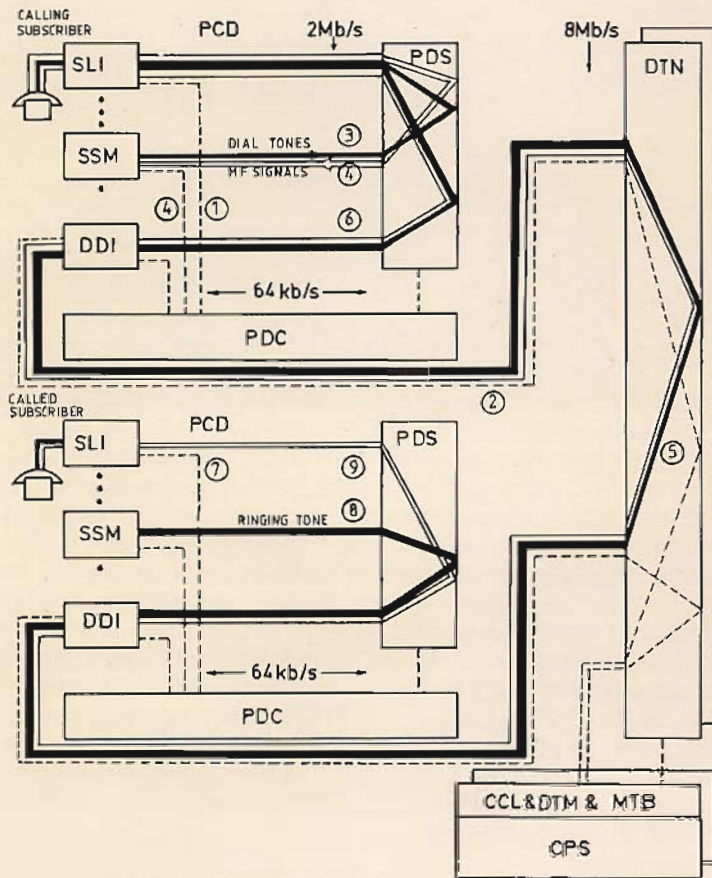 CALLING
SUBSCRIBER
PCD
2Mb/s
8Mb/s
SLI
PDS
DTN
SSM
DIAL TONES
③
MF SIGNALS
④
④
①
DDI
⑥
64kb/s
PDC
②
CALLED
SUBSCRIBER
PCD
SLI
PDS
⑦
⑨
⑤
SSM
RINGING TONE
⑧
DDI
64kb/s
PDC
CCL&DTM & MTB
CPS